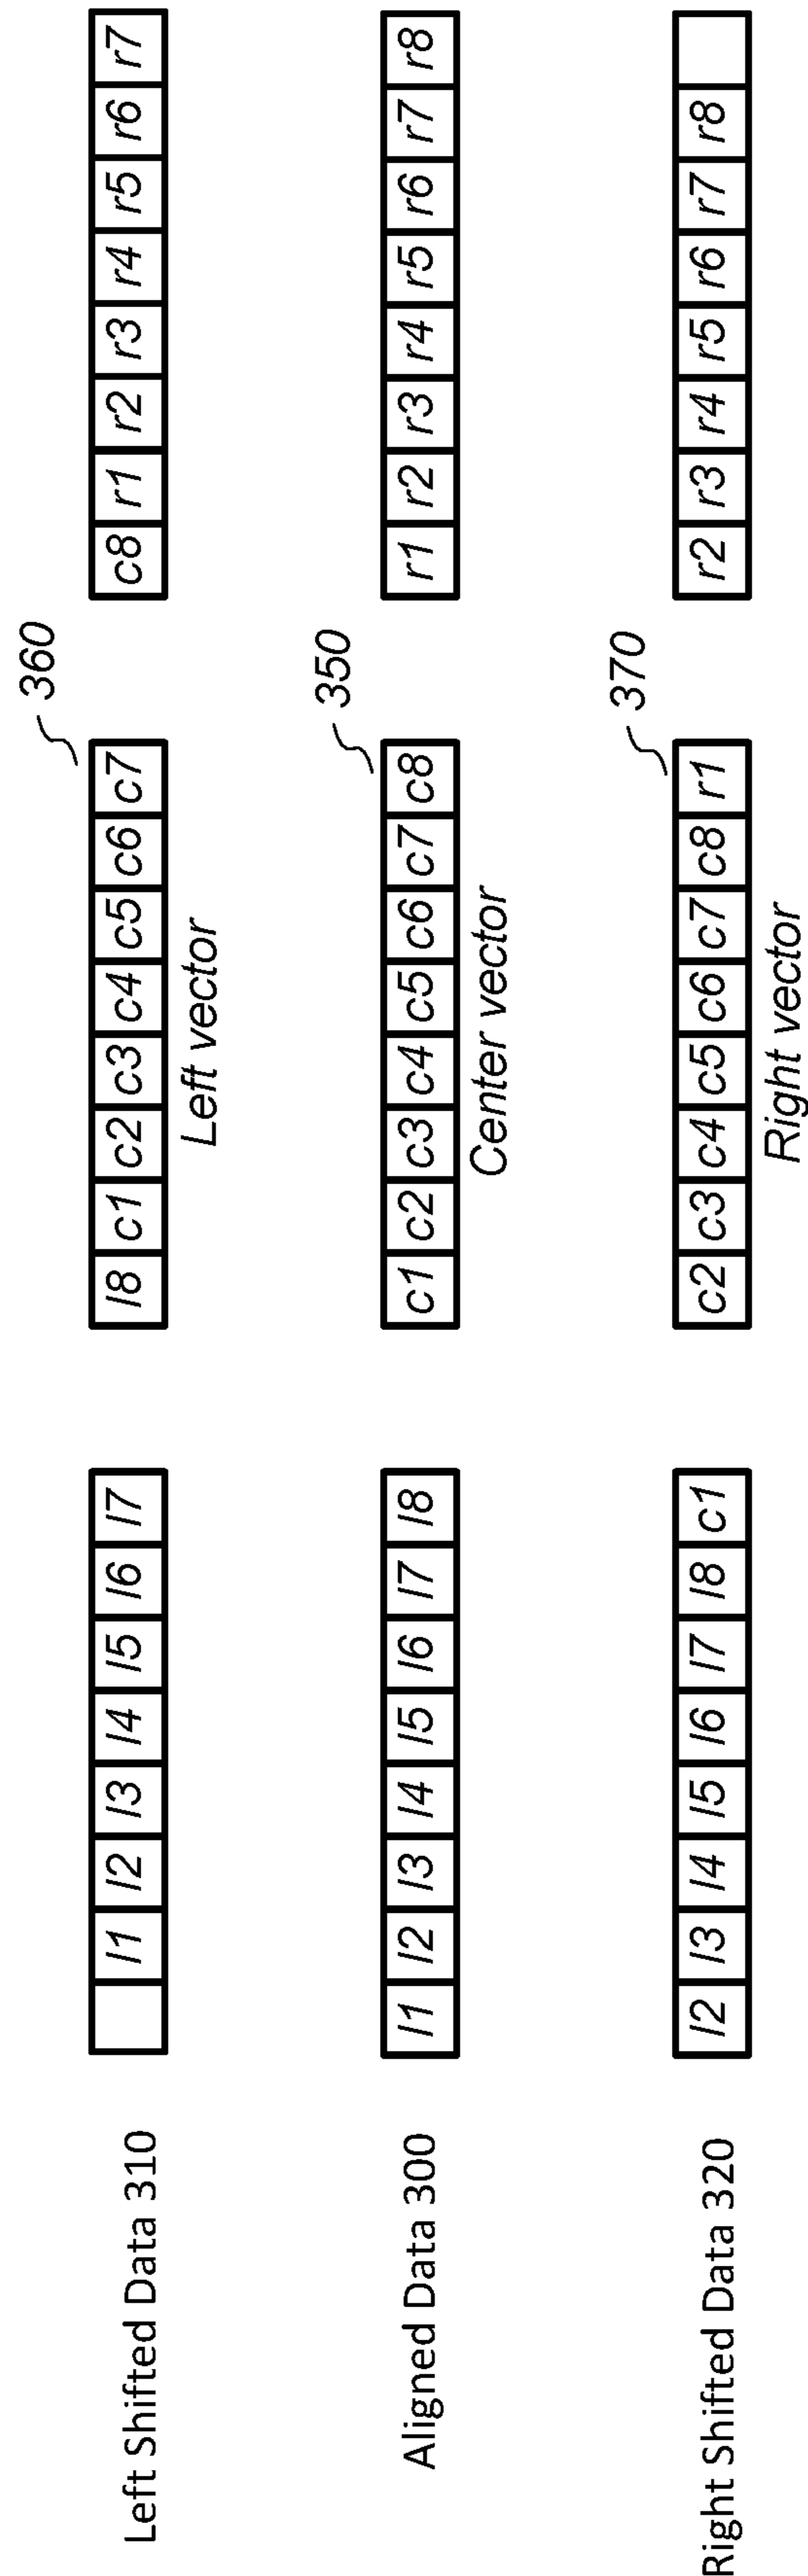 360
Left Shifted Data 310 l1 l2 l3 l4 l5 l6 l7 l8 c1 c2 c3 c4 c5 c6 c7 c8 r1 r2 r3 r4 r5 r6 r7
Left vector
350
Aligned Data 300 l1 l2 l3 l4 l5 l6 l7 l8 c1 c2 c3 c4 c5 c6 c7 c8 r1 r2 r3 r4 r5 r6 r7 r8
Center vector
370
Right Shifted Data 320 l2 l3 l4 l5 l6 l7 l8 c1 c2 c3 c4 c5 c6 c7 c8 r1 r2 r3 r4 r5 r6 r7 r8
Right vector